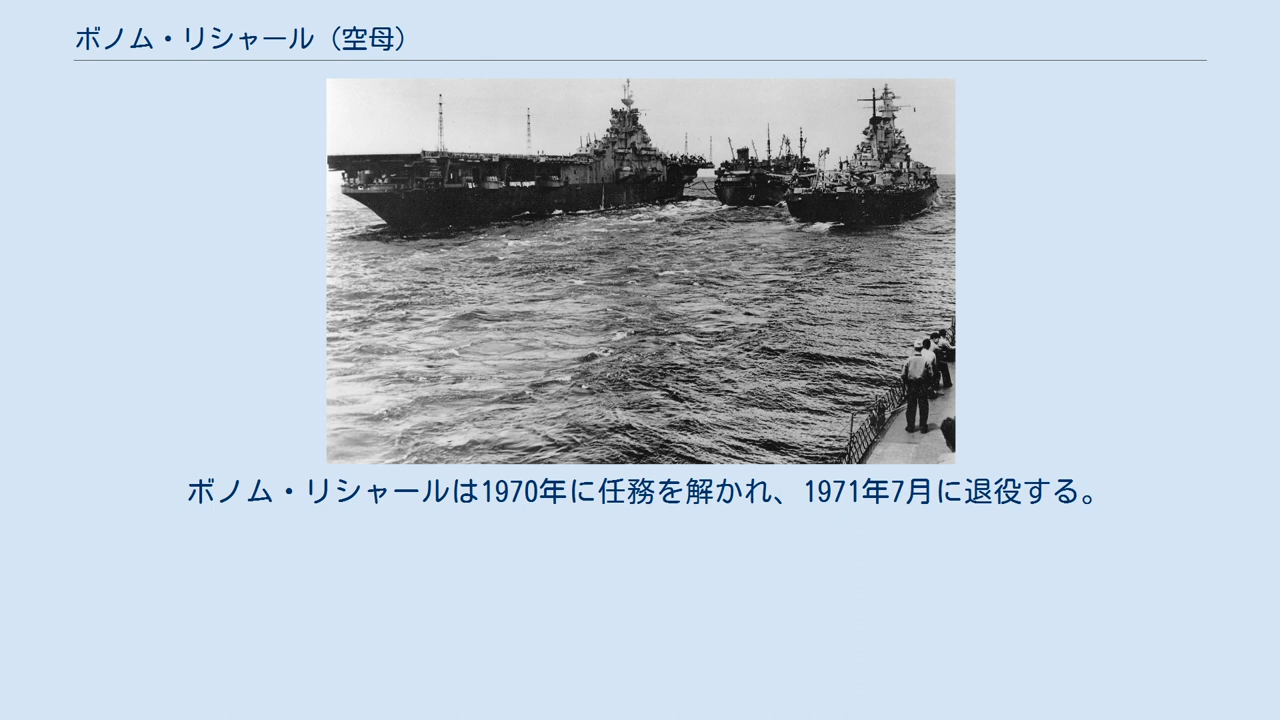 ボノム・リシャール（空母）
ボノム・リシャールは1970年に任務を解かれ、1971年7月に退役する。